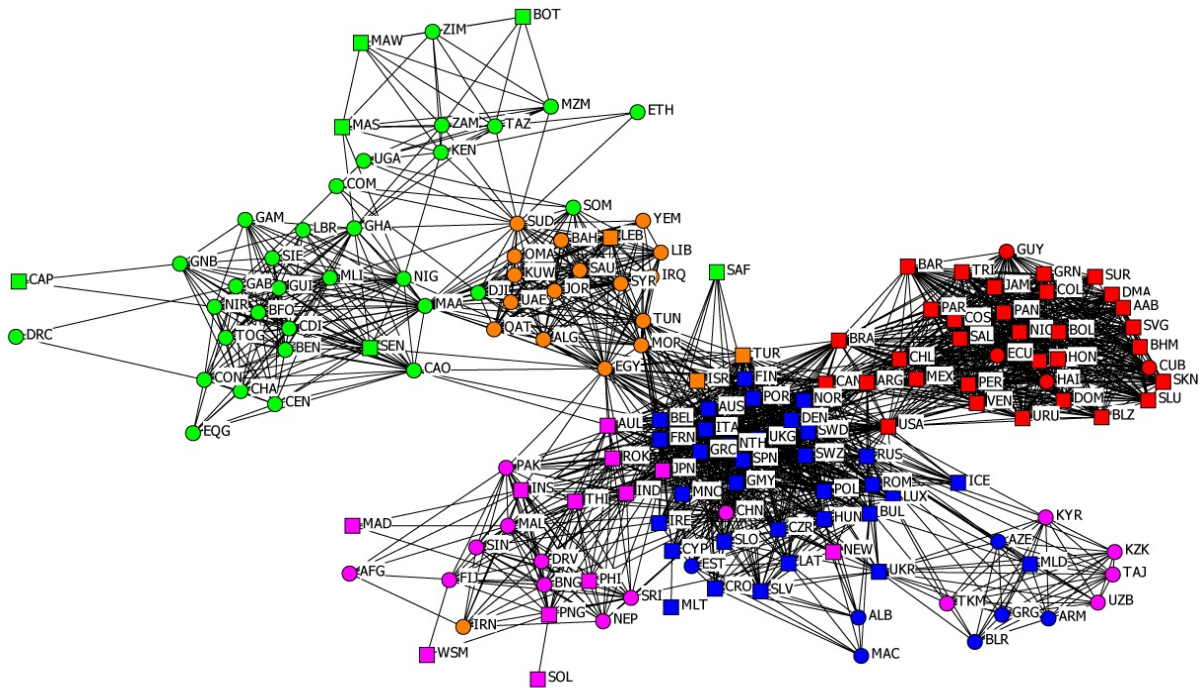 BOT
ZIM
MAW
MZM
ETH
MAS
ZAM
TAZ
KEN
UGA
COM
SOM
GAM
LBR
GHA
SUD
YEM
BAH
LEB
LIB
GNB
SIE
OMA
SAU
SYR
IRQ
SAF
CAP
MLI
NIG
KUW
GAB
GUI
DJI
JOR
UAE
NIR
BFO
MAA
TUN
DRC
TOG
CDI
QAT
ALG
MOR
BEN
SEN
EGY
TUR
CON
CHA
CAO
ISR
FIN
CEN
EQG
GUY
BAR
TRI
GRN
SUR
JAM
COL
DMA
PAR
COS
PAN
AAB
SAL
NIC
BOL
SVG
BRA
BHM
CHL
ECU
HON
CUB
CAN
ARG
MEX
PER
HAI
SKN
VEN
DOM
SLU
URU
BLZ
USA
POR
NOR
AUS
AUL
BEL
DEN
ITA
SWD
FRN
NTH
UKG
GRC
SPN
SWZ
RUS
ROK
PAK
JPN
INS
IND
MNC
GMY
POL
ROM
ICE
THI
LUX
MAD
MAL
IRE
CHN
HUN
BUL
KYR
CZR
SIN
SLO
AZE
CYP
NEW
KZK
DRV
EST
LAT
UKR
MLD
TAJ
AFG
FIJ
BNG
PHI
CRO
SLV
SRI
TKM
UZB
PNG
MLT
GRG
ARM
IRN
NEP
ALB
BLR
WSM
MAC
SOL